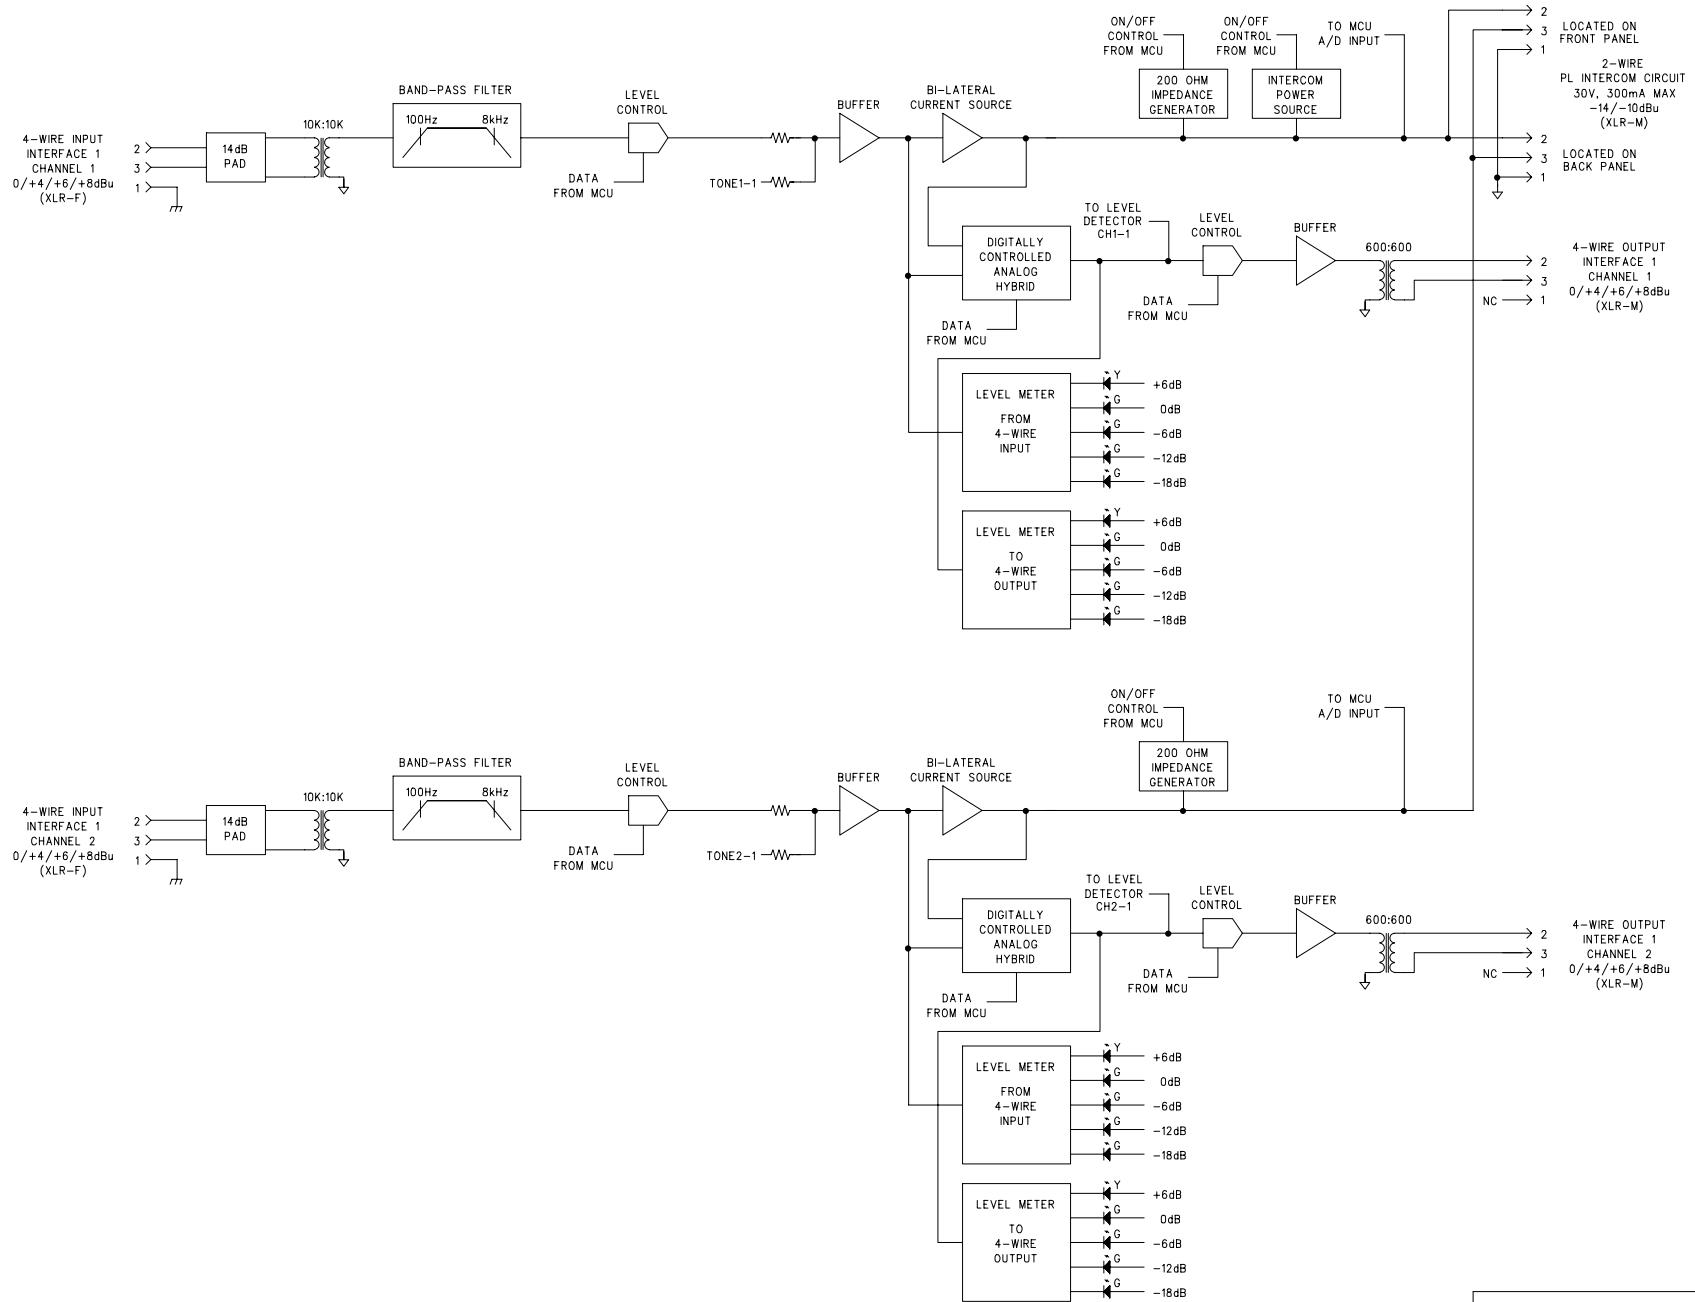 ON/OFF
CONTROL
FROM MCU
ON/OFF
CONTROL
FROM MCU
TO MCU
A/D INPUT
2
3
1
LOCATED ON
FRONT PANEL
2-WIRE
PL INTERCOM CIRCUIT
30V, 300mA MAX
-14/-10dBu
(XLR-M)
200 OHM
IMPEDANCE
GENERATOR
INTERCOM
POWER
SOURCE
BAND-PASS FILTER
100Hz
8kHz
LEVEL
CONTROL
BUFFER
BI-LATERAL
CURRENT SOURCE
4-WIRE INPUT
INTERFACE 1
CHANNEL 1
0/+4/+6/+8dBu
(XLR-F)
2
3
1
14dB
PAD
10K:10K
DATA
FROM MCU
TONE1-1
2
3
1
LOCATED ON
BACK PANEL
TO LEVEL
DETECTOR
CH1-1
LEVEL
CONTROL
BUFFER
600:600
DIGITALLY
CONTROLLED
ANALOG
HYBRID
DATA
FROM MCU
DATA
FROM MCU
2
3
NC
1
4-WIRE OUTPUT
INTERFACE 1
CHANNEL 1
0/+4/+6/+8dBu
(XLR-M)
LEVEL METER
FROM
4-WIRE
INPUT
Y +6dB
G 0dB
G -6dB
G -12dB
G -18dB
LEVEL METER
TO
4-WIRE
OUTPUT
Y +6dB
G 0dB
G -6dB
G -12dB
G -18dB
ON/OFF
CONTROL
FROM MCU
TO MCU
A/D INPUT
200 OHM
IMPEDANCE
GENERATOR
BAND-PASS FILTER
100Hz
8kHz
LEVEL
CONTROL
BUFFER
BI-LATERAL
CURRENT SOURCE
4-WIRE INPUT
INTERFACE 1
CHANNEL 2
0/+4/+6/+8dBu
(XLR-F)
2
3
1
14dB
PAD
10K:10K
DATA
FROM MCU
TONE2-1
TO LEVEL
DETECTOR
CH2-1
LEVEL
CONTROL
BUFFER
600:600
DIGITALLY
CONTROLLED
ANALOG
HYBRID
DATA
FROM MCU
DATA
FROM MCU
2
3
NC
1
4-WIRE OUTPUT
INTERFACE 1
CHANNEL 2
0/+4/+6/+8dBu
(XLR-M)
LEVEL METER
FROM
4-WIRE
INPUT
Y +6dB
G 0dB
G -6dB
G -12dB
G -18dB
LEVEL METER
TO
4-WIRE
OUTPUT
Y +6dB
G 0dB
G -6dB
G -12dB
G -18dB